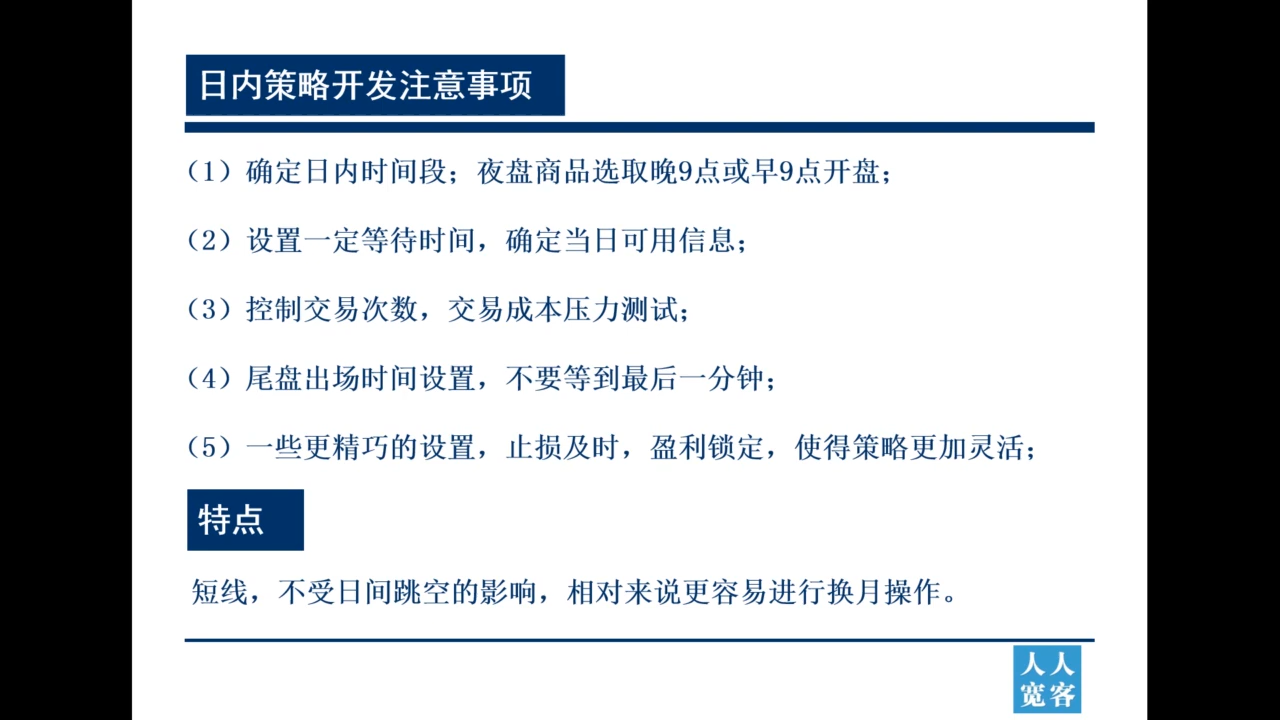 日内策略开发注意事项
（1）确定日内时间段；夜盘商品选取晚9点或早9点开盘；
（2）设置一定等待时间，确定当日可用信息；
（3）控制交易次数，交易成本压力测试；
（4）尾盘出场时间设置，不要等到最后一分钟；
（5）一些更精巧的设置，止损及时，盈利锁定，使得策略更加灵活；
特点
短线，不受日间跳空的影响，相对来说更容易进行换月操作。
人人
宽客